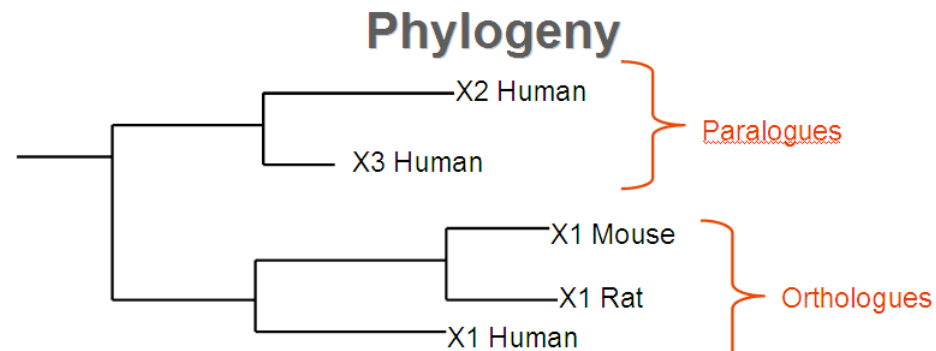 Phylogeny
X2 Human
Paralogues
X3 Human
X1 Mouse
X1 Rat
Orthologues
X1 Human